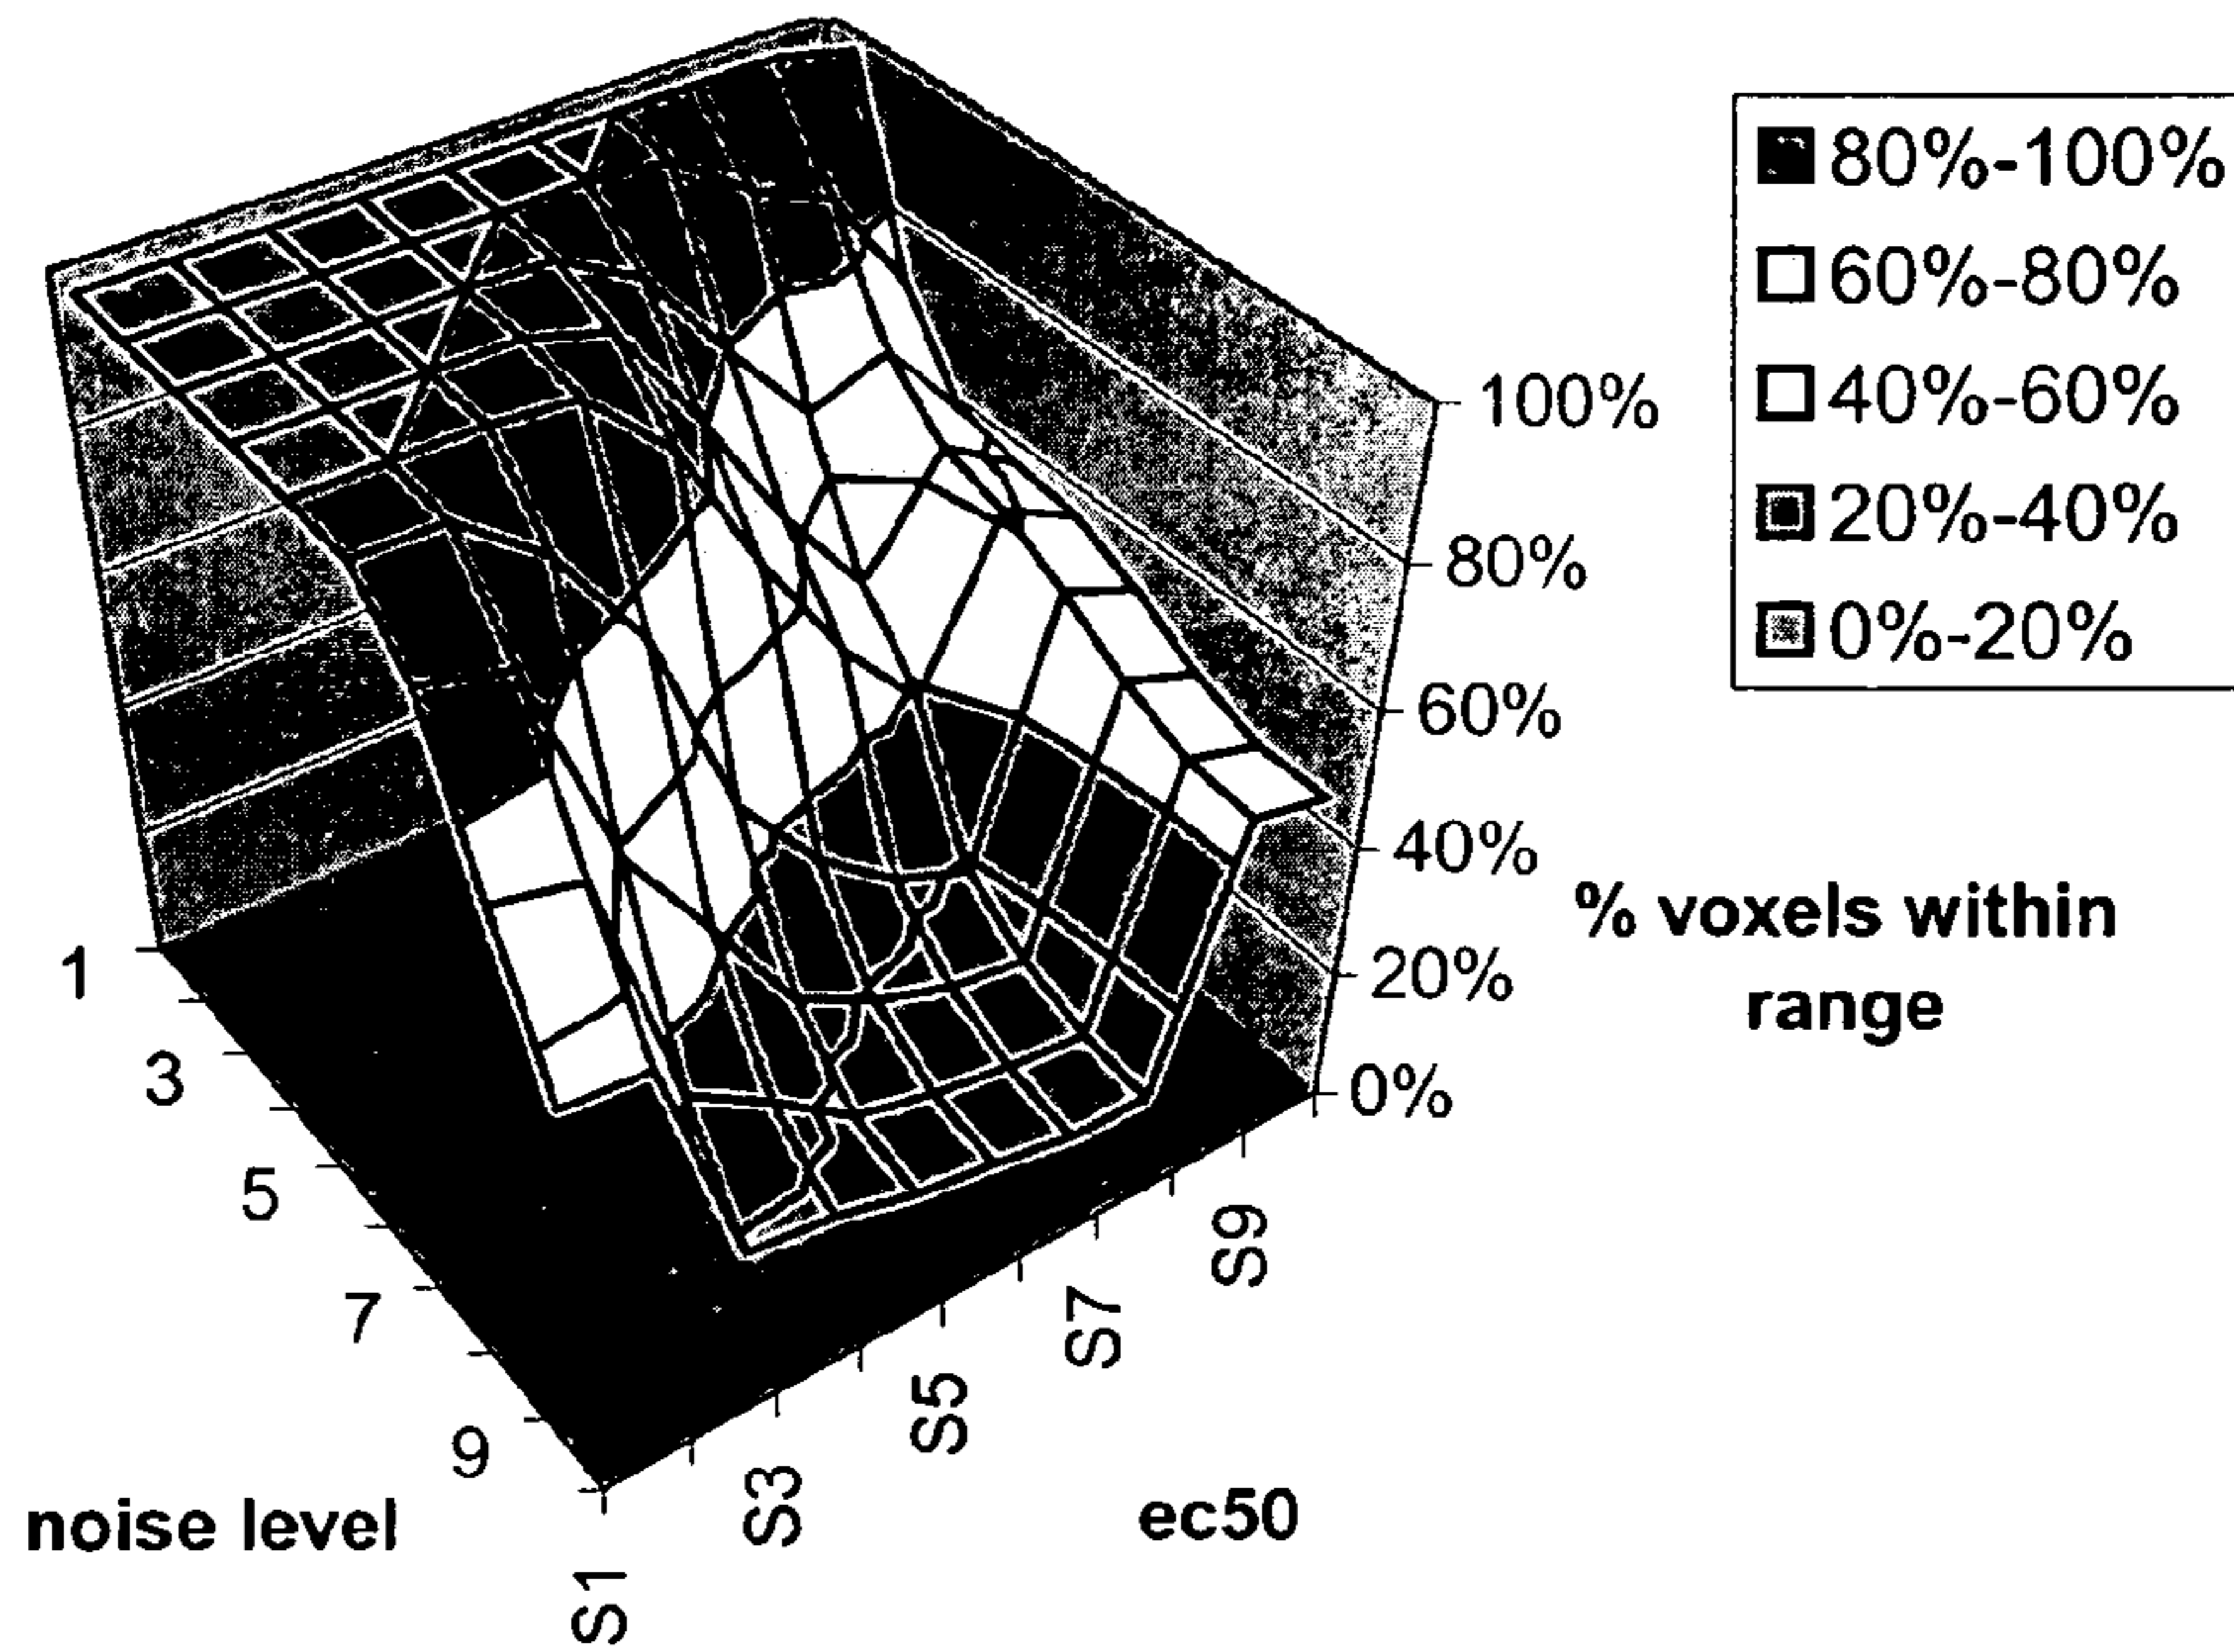 80%-100%
60%-80%
40%-60%
20%-40%
0%-20%
100%
80%
60%
40%
20%
0%
% voxels within
range
1
3
5
7
9
noise level
S1
S3
S5
S7
S9
ec50